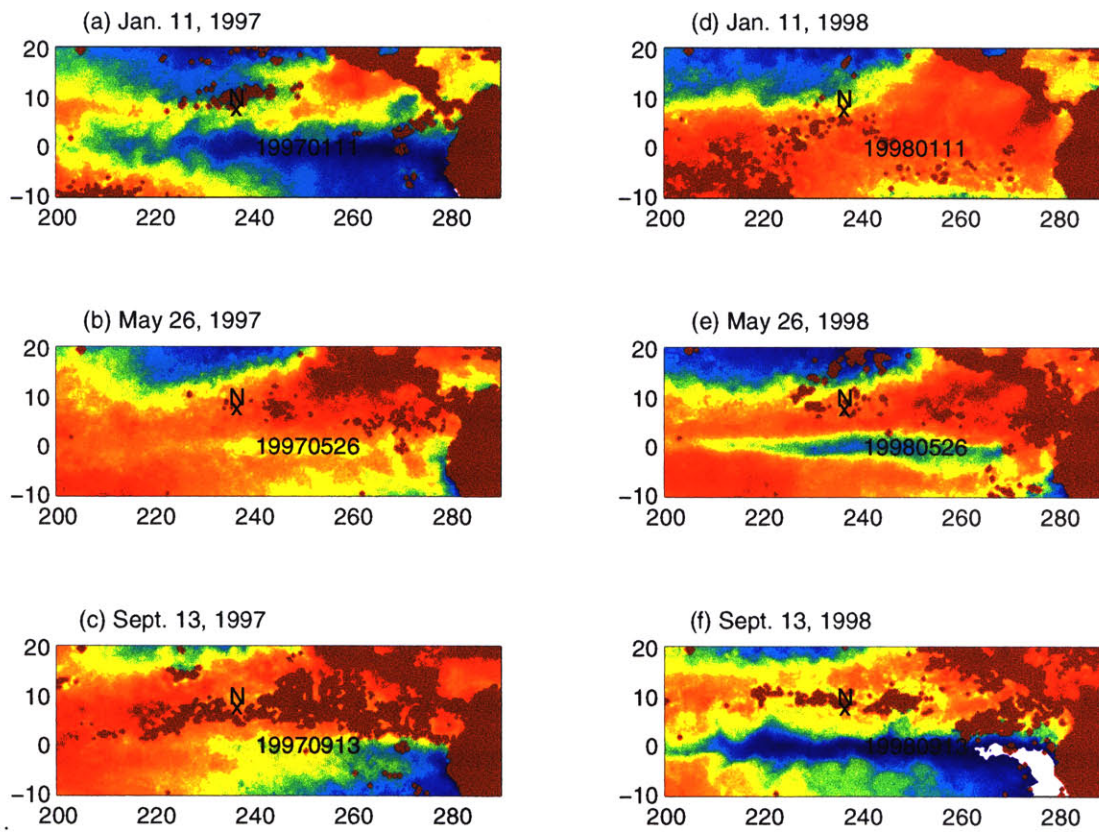 (a) Jan. 11, 1997
20
10
0
−10
N
x
19970111
200 220 240 260 280
(d) Jan. 11, 1998
20
10
0
−10
N
x
19980111
200 220 240 260 280
(b) May 26, 1997
20
10
0
−10
N
x
19970526
200 220 240 260 280
(e) May 26, 1998
20
10
0
−10
N
x
19980526
200 220 240 260 280
(c) Sept. 13, 1997
20
10
0
−10
N
x
19970913
200 220 240 260 280
(f) Sept. 13, 1998
20
10
0
−10
N
x
19980913
200 220 240 260 280